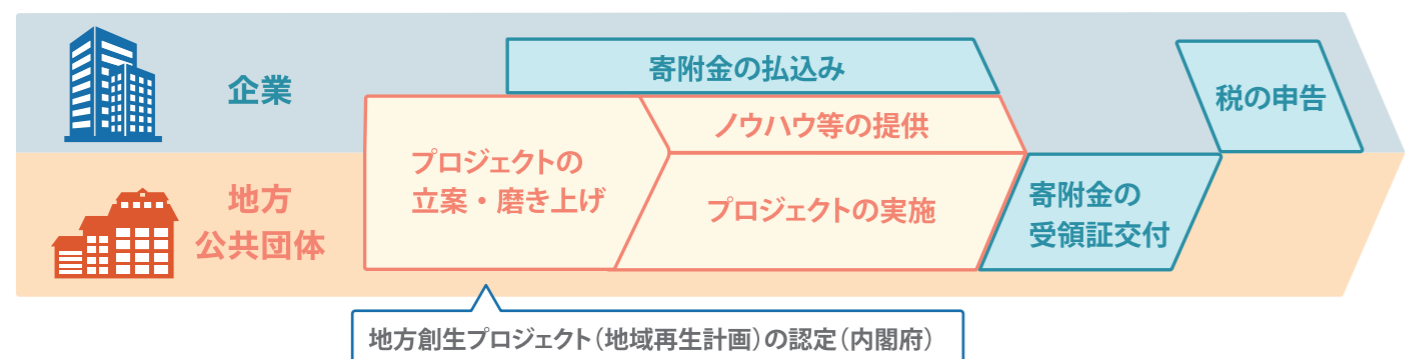 企業
寄附金の払込み
税の申告
ノウハウ等の提供
プロジェクトの
立案・磨き上げ
地方
公共団体
プロジェクトの実施
寄附金の
受領証交付
地方創生プロジェクト（地域再生計画）の認定（内閣府）